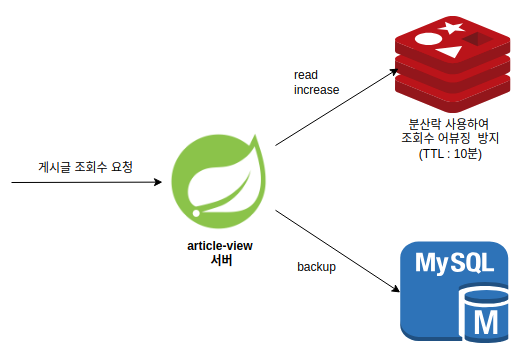 read
increase
분산락 사용하여
조회수 어뷰징 방지
(TTL : 10분)
게시글 조회수 요청
article-view
서버
backup
MySQL
M